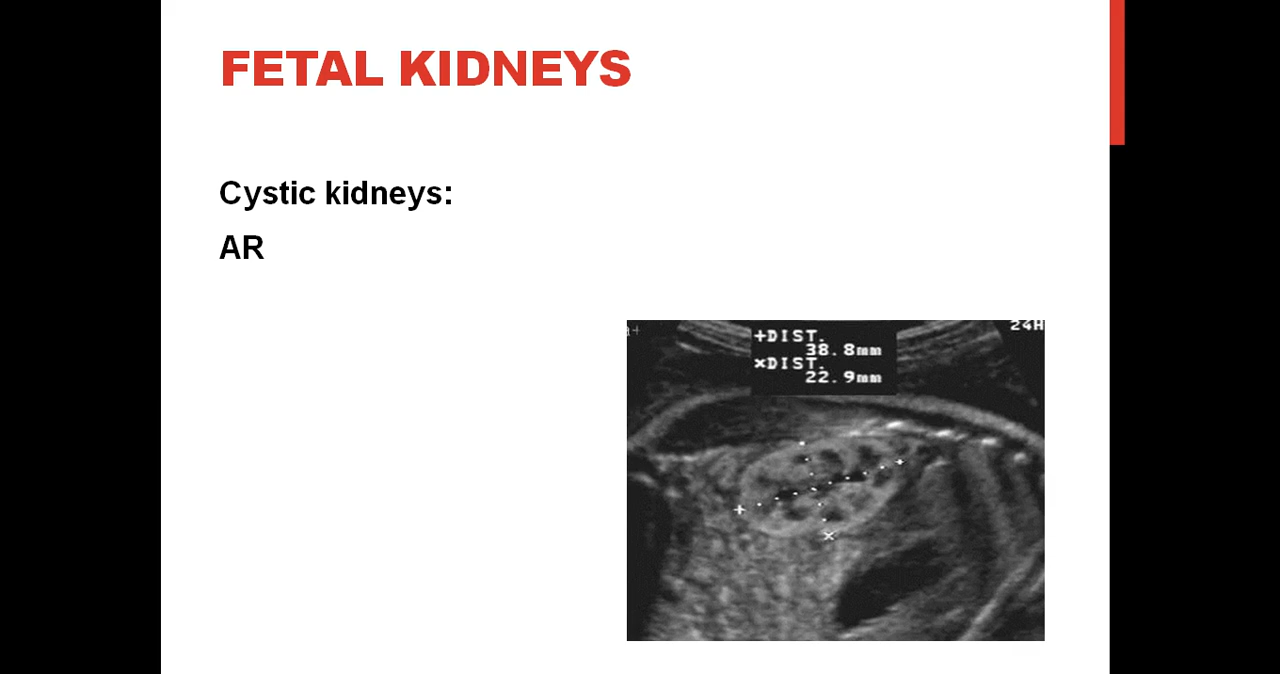 FETAL KIDNEYS
Cystic kidneys:
AR
24H
+DIST.
38.8mm
×DIST.
22.9mm